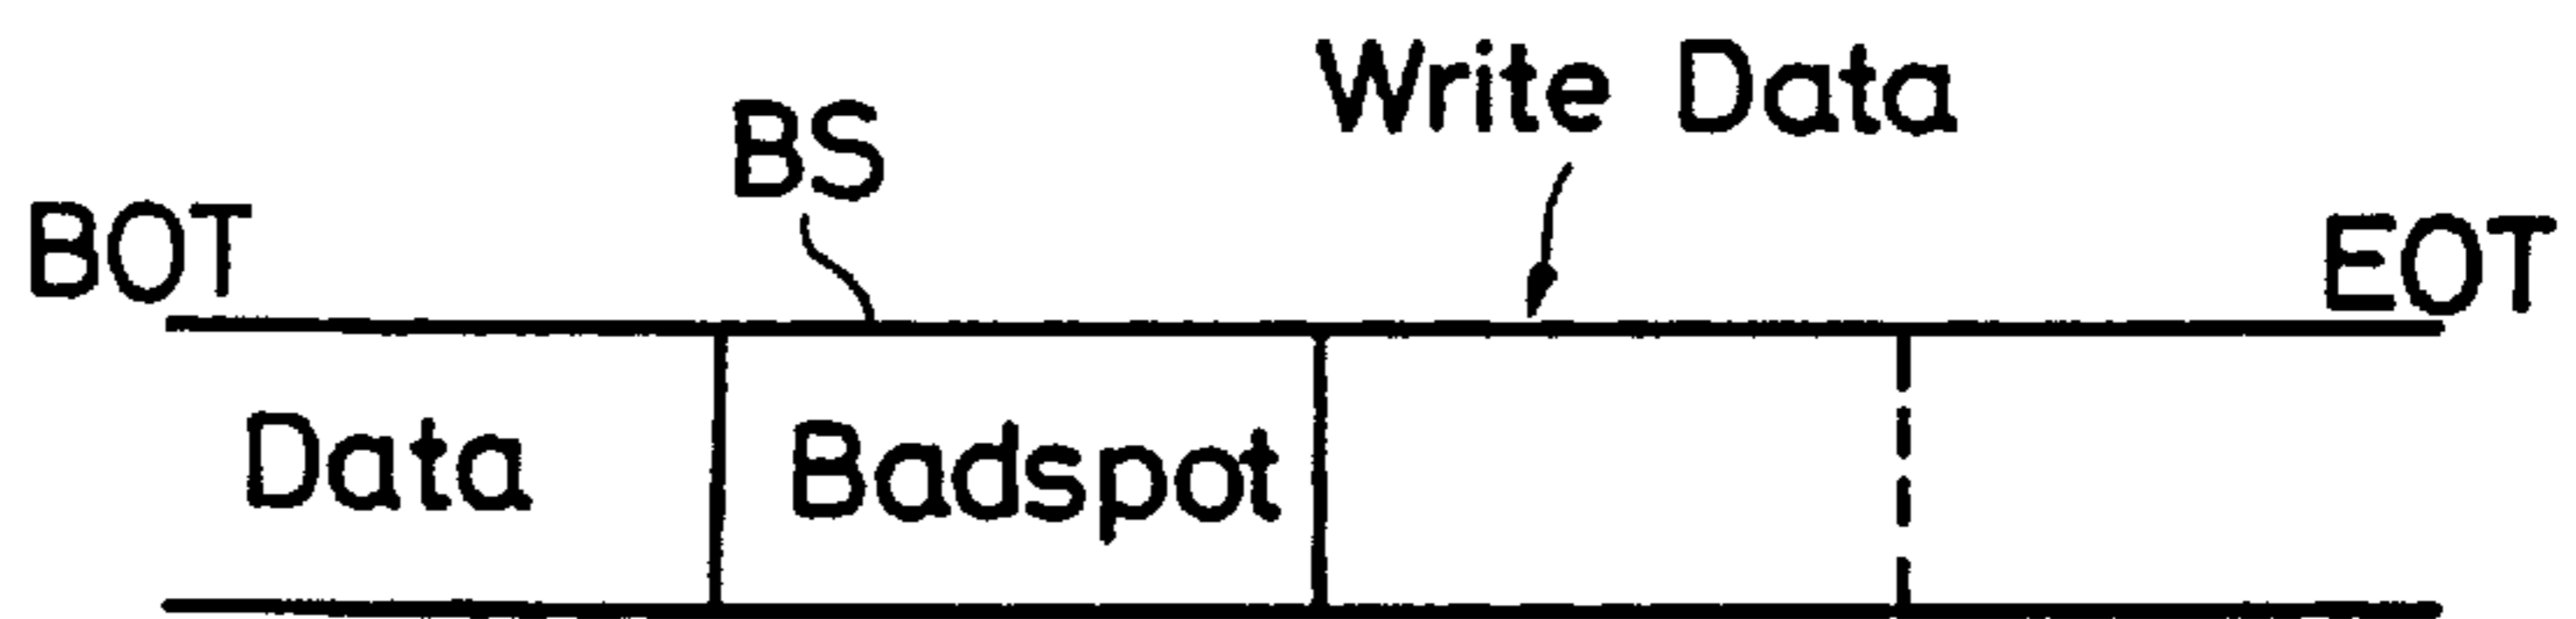 Write Data
BS
BOT
EOT
Data
Badspot